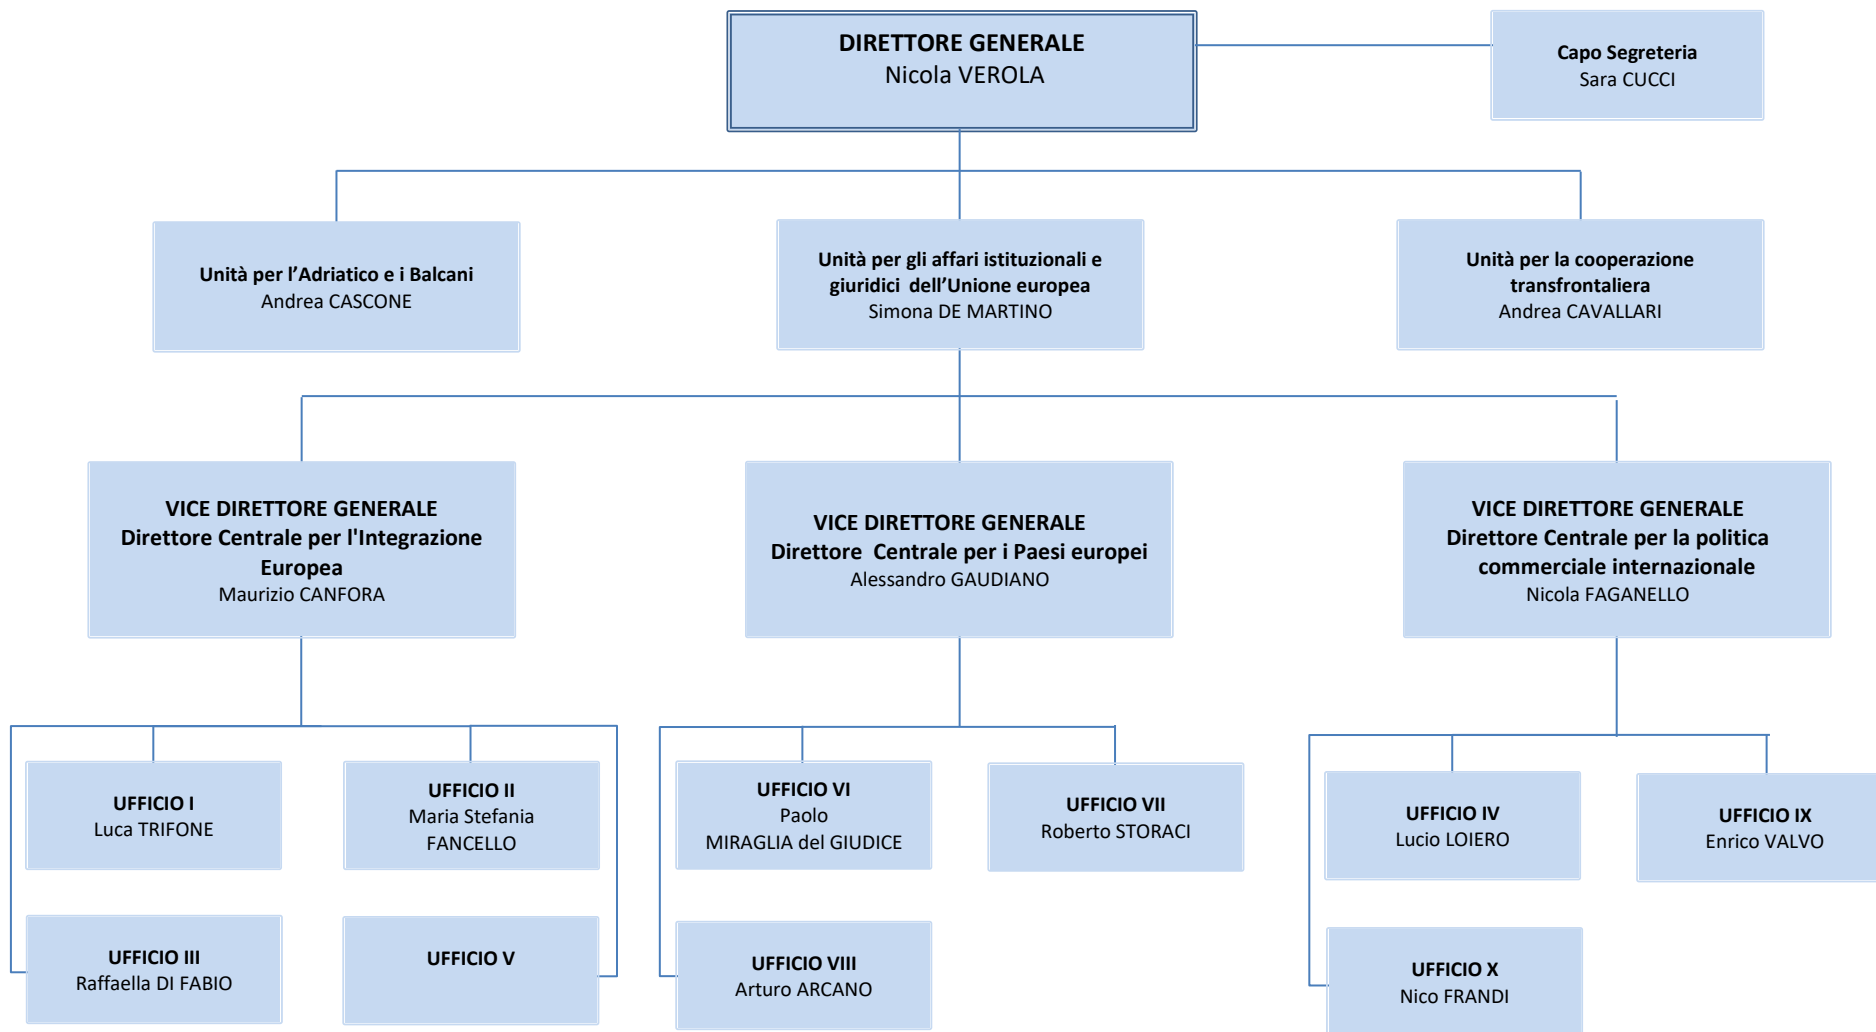 DIRETTORE GENERALE
Nicola VEROLA
Capo Segreteria
Sara CUCCI
Unità per l’Adriatico e i Balcani
Andrea CASCONE
Unità per gli affari istituzionali e
giuridici dell’Unione europea
Simona DE MARTINO
Unità per la cooperazione
transfrontaliera
Andrea CAVALLARI
VICE DIRETTORE GENERALE
Direttore Centrale per l'Integrazione
Europea
Maurizio CANFORA
VICE DIRETTORE GENERALE
Direttore Centrale per i Paesi europei
Alessandro GAUDIANO
VICE DIRETTORE GENERALE
Direttore Centrale per la politica
commerciale internazionale
Nicola FAGANELLO
UFFICIO I
Luca TRIFONE
UFFICIO II
Maria Stefania
FANCELLO
UFFICIO VI
Paolo
MIRAGLIA del GIUDICE
UFFICIO VII
Roberto STORACI
UFFICIO IV
Lucio LOIERO
UFFICIO IX
Enrico VALVO
UFFICIO III
Raffaella DI FABIO
UFFICIO V
UFFICIO VIII
Arturo ARCANO
UFFICIO X
Nico FRANDI